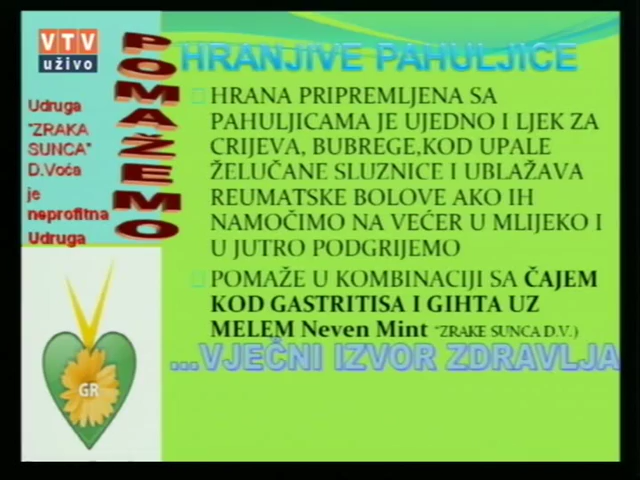 VTV
uživo
Udruga
"ZRAKA
SUNCA"
D.Voća
je
neprofitna
Udruga
POMAŽEMO
HRANJIVE PAHULJICE
HRANA PRIPREMLJENA SA
PAHULJICAMA JE UJEDNO I LJEK ZA
CRIJEVA, BUBREGE,KOD UPALE
ŽELUČANE SLUZNICE I UBLAŽAVA
REUMATSKE BOLOVE AKO IH
NAMOČIMO NA VEĆER U MLIJEKO I
U JUTRO PODGRIJEMO
POMAŽE U KOMBINACIJI SA ČAJEM
KOD GASTRITISA I GIHTA UZ
MELEM Neven Mint "ZRAKE SUNCA D.V.)
...VJEČNI IZVOR ZDRAVLJA
GR